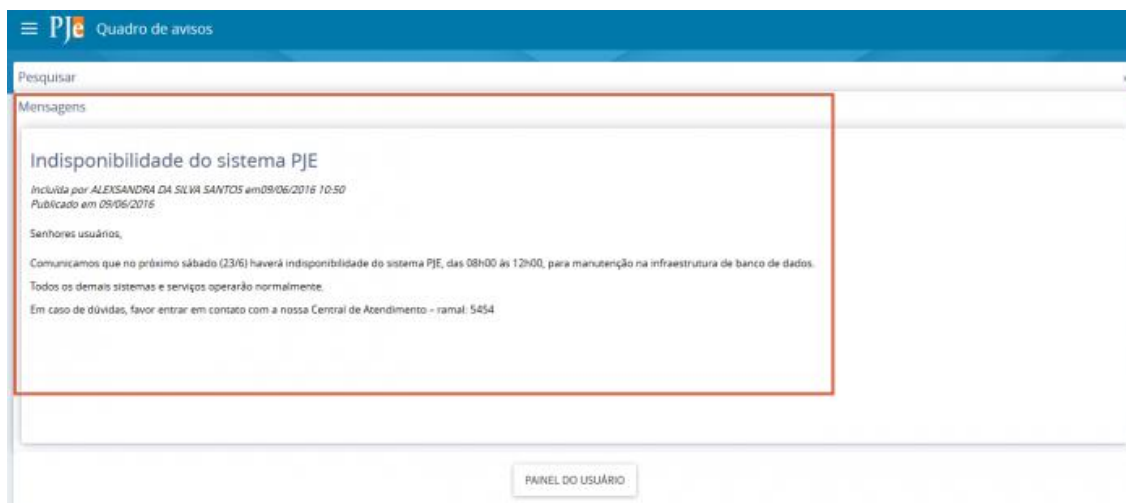 PJe Quadro de avisos
Pesquisar
Mensagens
Indisponibilidade do sistema PJE
Incluída por ALEXSANDRA DA SILVA SANTOS em09/06/2016 10:50
Publicado em 09/06/2016
Senhores usuários,
Comunicamos que no próximo sábado (23/6) haverá indisponibilidade do sistema PJE, das 08h00 às 12h00, para manutenção na infraestrutura de banco de dados.
Todos os demais sistemas e serviços operarão normalmente.
Em caso de dúvidas, favor entrar em contato com a nossa Central de Atendimento – ramal: 5454
PAINEL DO USUÁRIO